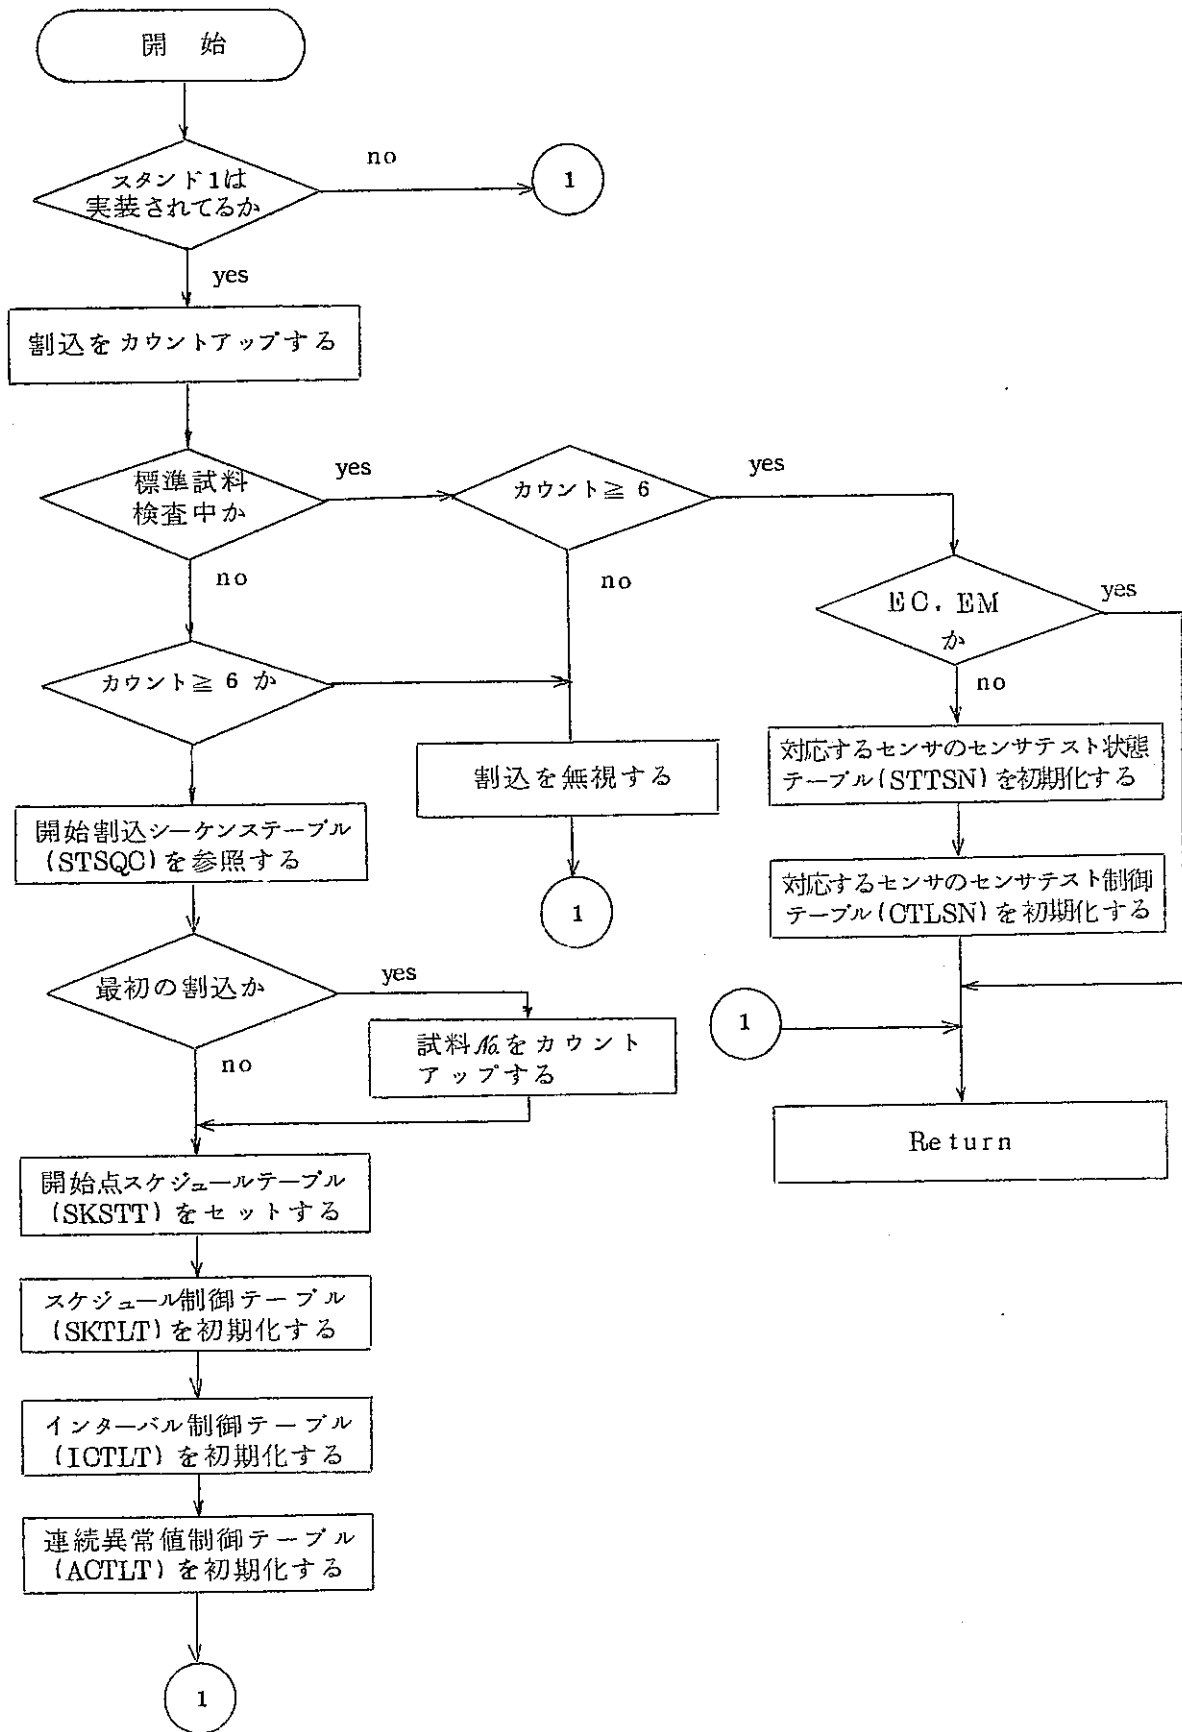 開 始
スタンド1は
実装されてるか
no
1
yes
割込をカウントアップする
標準試料
検査中か
yes
カウント≧ 6
yes
no
no
EC. EM
か
yes
no
カウント≧ 6 か
割込を無視する
1
対応するセンサのセンサテスト状態
テーブル(STTSN)を初期化する
対応するセンサのセンサテスト制御
テーブル(CTLSN)を初期化する
1
Return
開始割込シーケンステーブル
(STSQC)を参照する
最初の割込か
yes
試料No.をカウント
アップする
no
開始点スケジュールテーブル
(SKSTT)をセットする
スケジュール制御テーブル
(SKTLT)を初期化する
インターバル制御テーブル
(ICTLT)を初期化する
連続異常値制御テーブル
(ACTLT)を初期化する
1